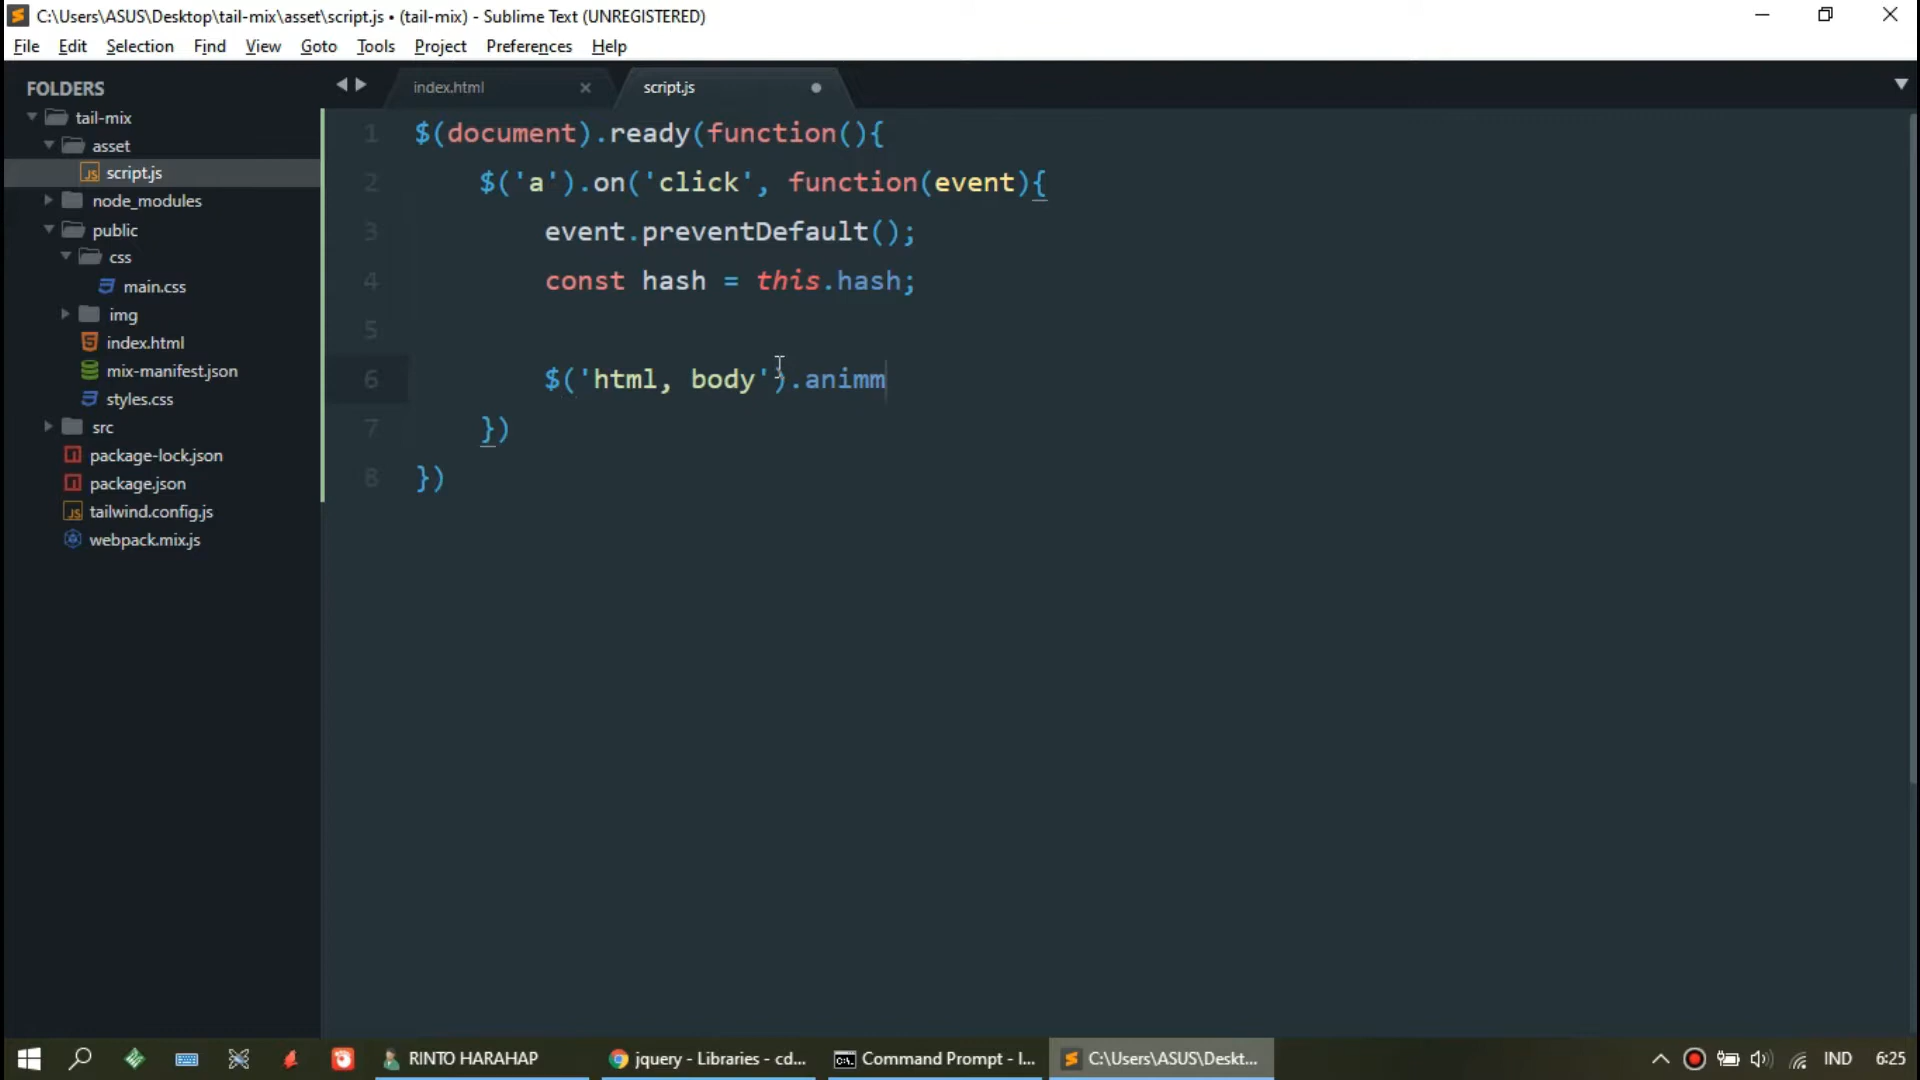 C:\Users\ASUS\Desktop\tail-mix\asset\script.js • (tail-mix) - Sublime Text (UNREGISTERED)
File Edit Selection Find View Goto Tools Project Preferences Help
FOLDERS
tail-mix
asset
script.js
node_modules
public
css
main.css
img
index.html
mix-manifest.json
styles.css
src
package-lock.json
package.json
tailwind.config.js
webpack.mix.js
index.html
script.js
1 $(document).ready(function(){
2 $('a').on('click', function(event){
3 event.preventDefault();
4 const hash = this.hash;
5
6 $('html, body').animm
7 })
8 })
RINTO HARAHAP
jquery - Libraries - cd...
Command Prompt - I...
C:\Users\ASUS\Deskt...
IND
6:25